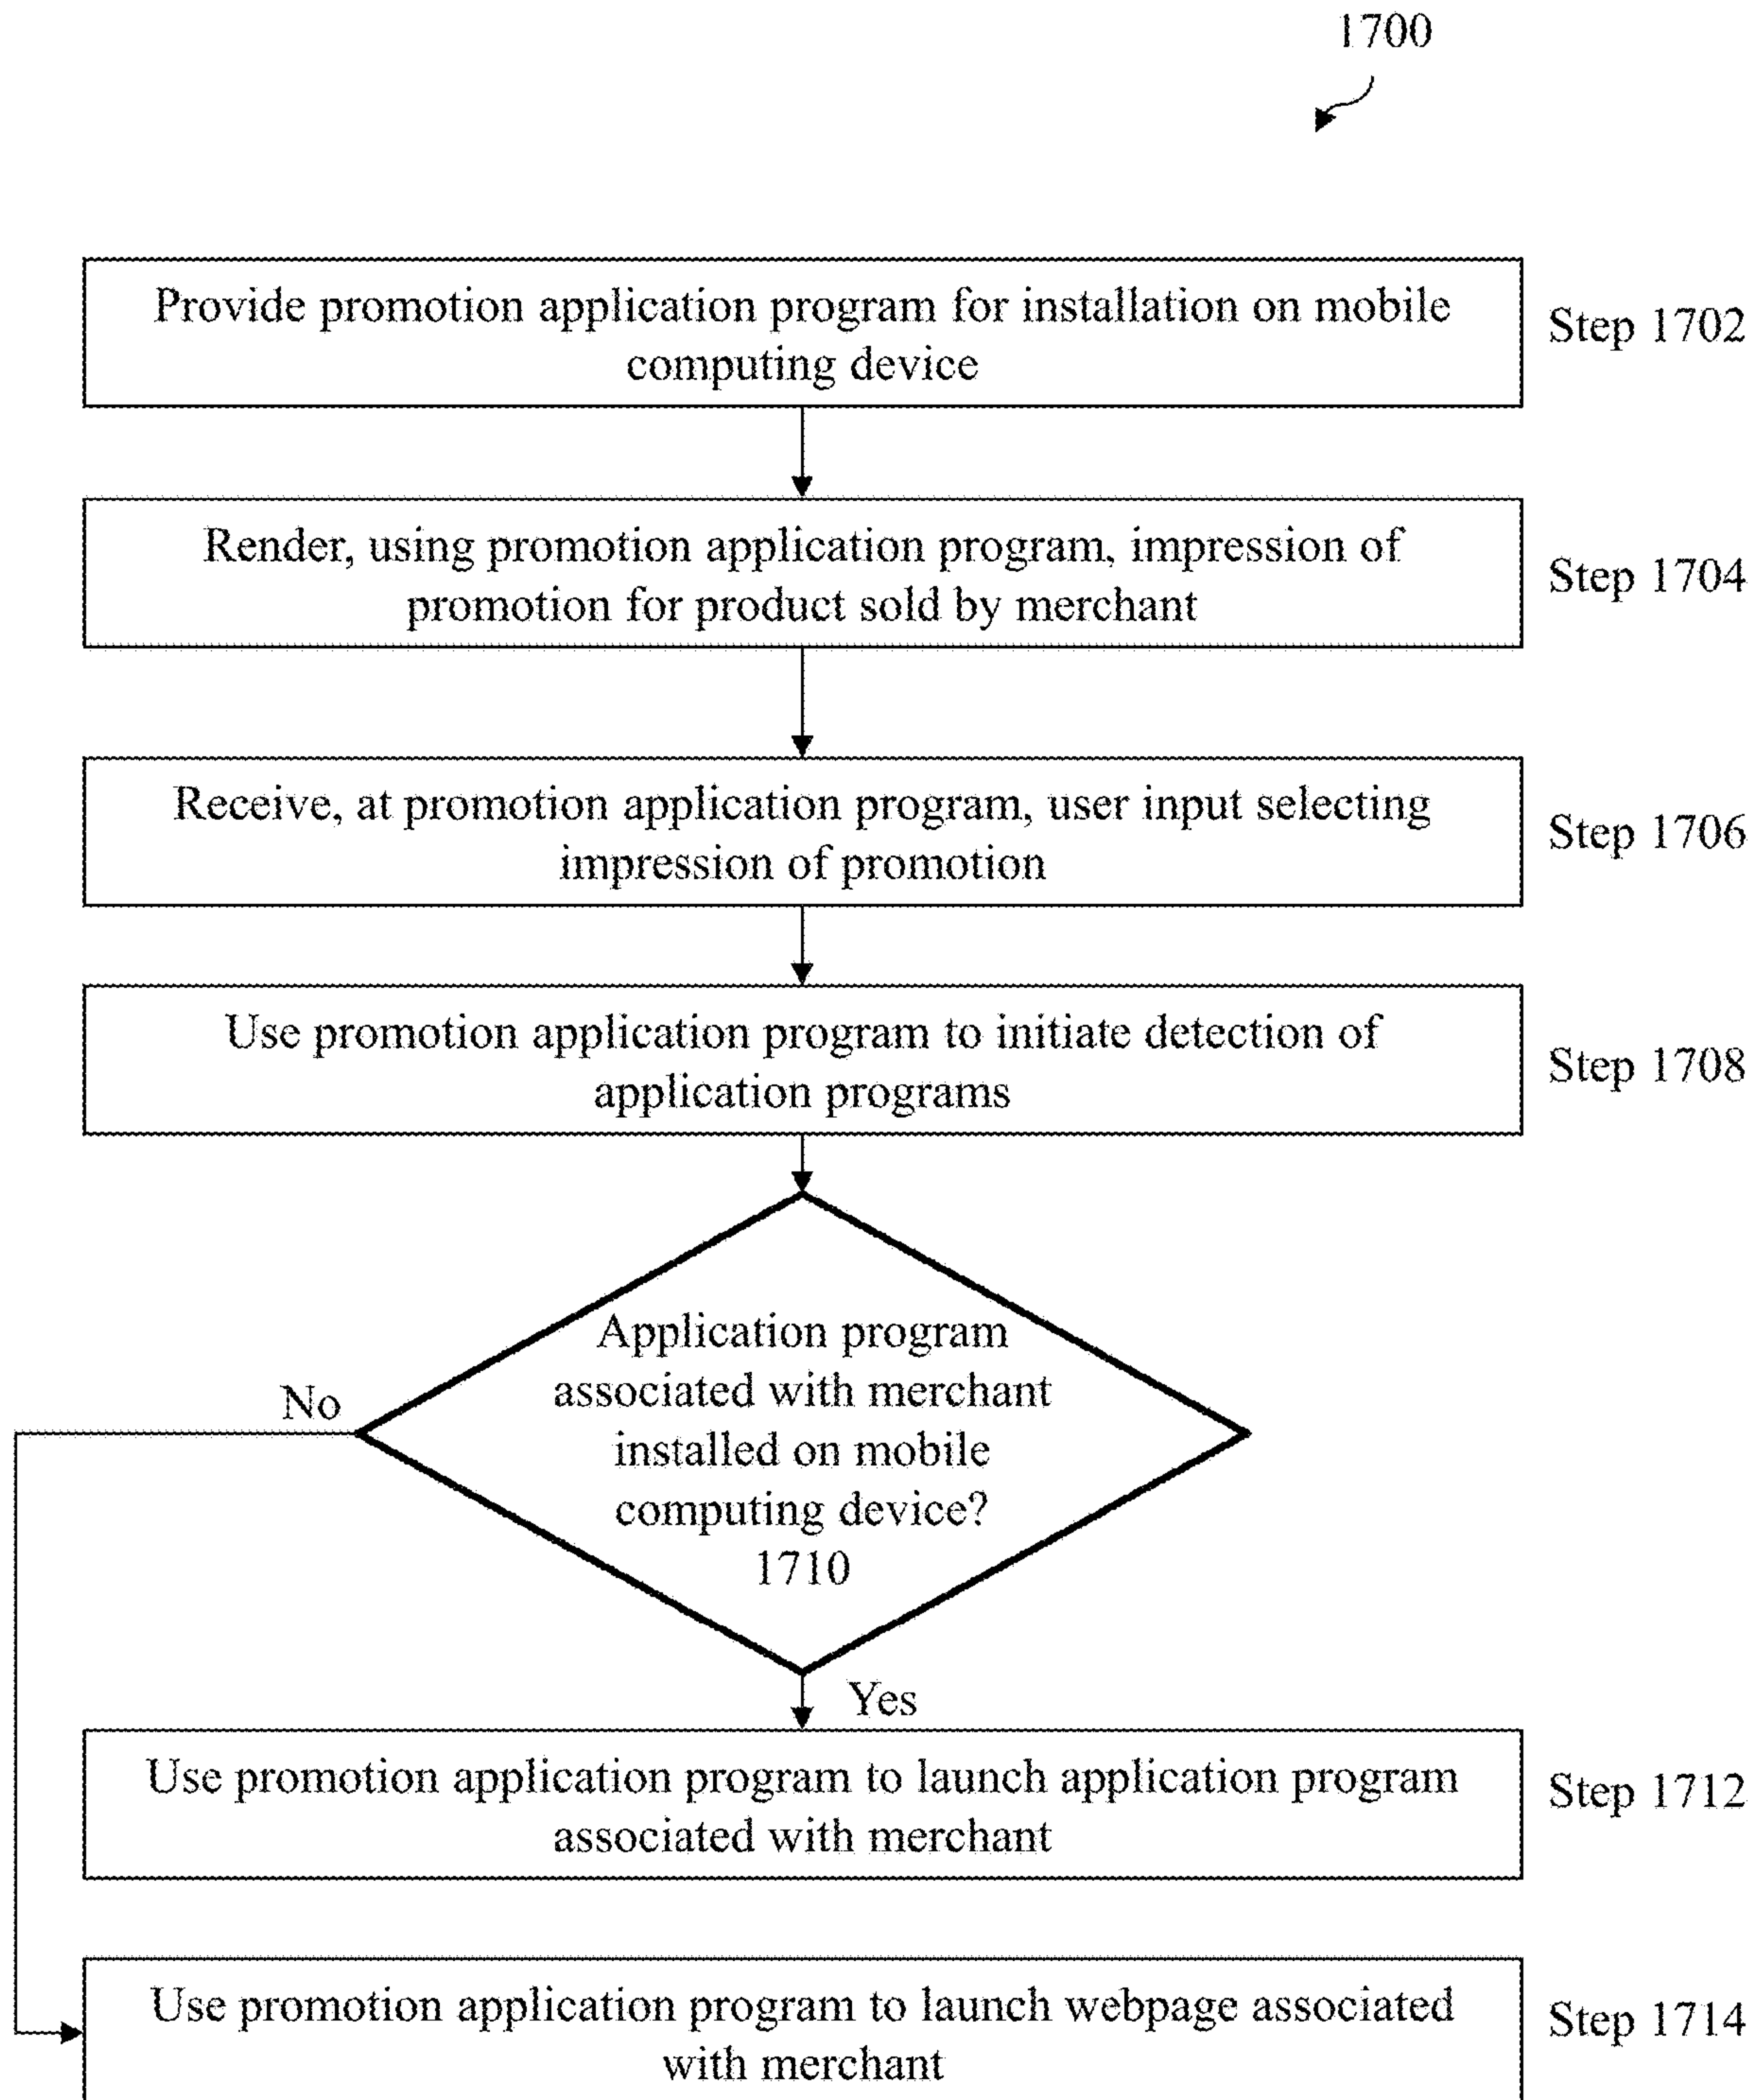 1700
Provide promotion application program for installation on mobile
computing device
Step 1702
Render, using promotion application program, impression of
promotion for product sold by merchant
Step 1704
Receive, at promotion application program, user input selecting
impression of promotion
Step 1706
Use promotion application program to initiate detection of
application programs
Step 1708
Application program
associated with merchant
installed on mobile
computing device?
1710
No
Yes
Use promotion application program to launch application program
associated with merchant
Step 1712
Use promotion application program to launch webpage associated
with merchant
Step 1714